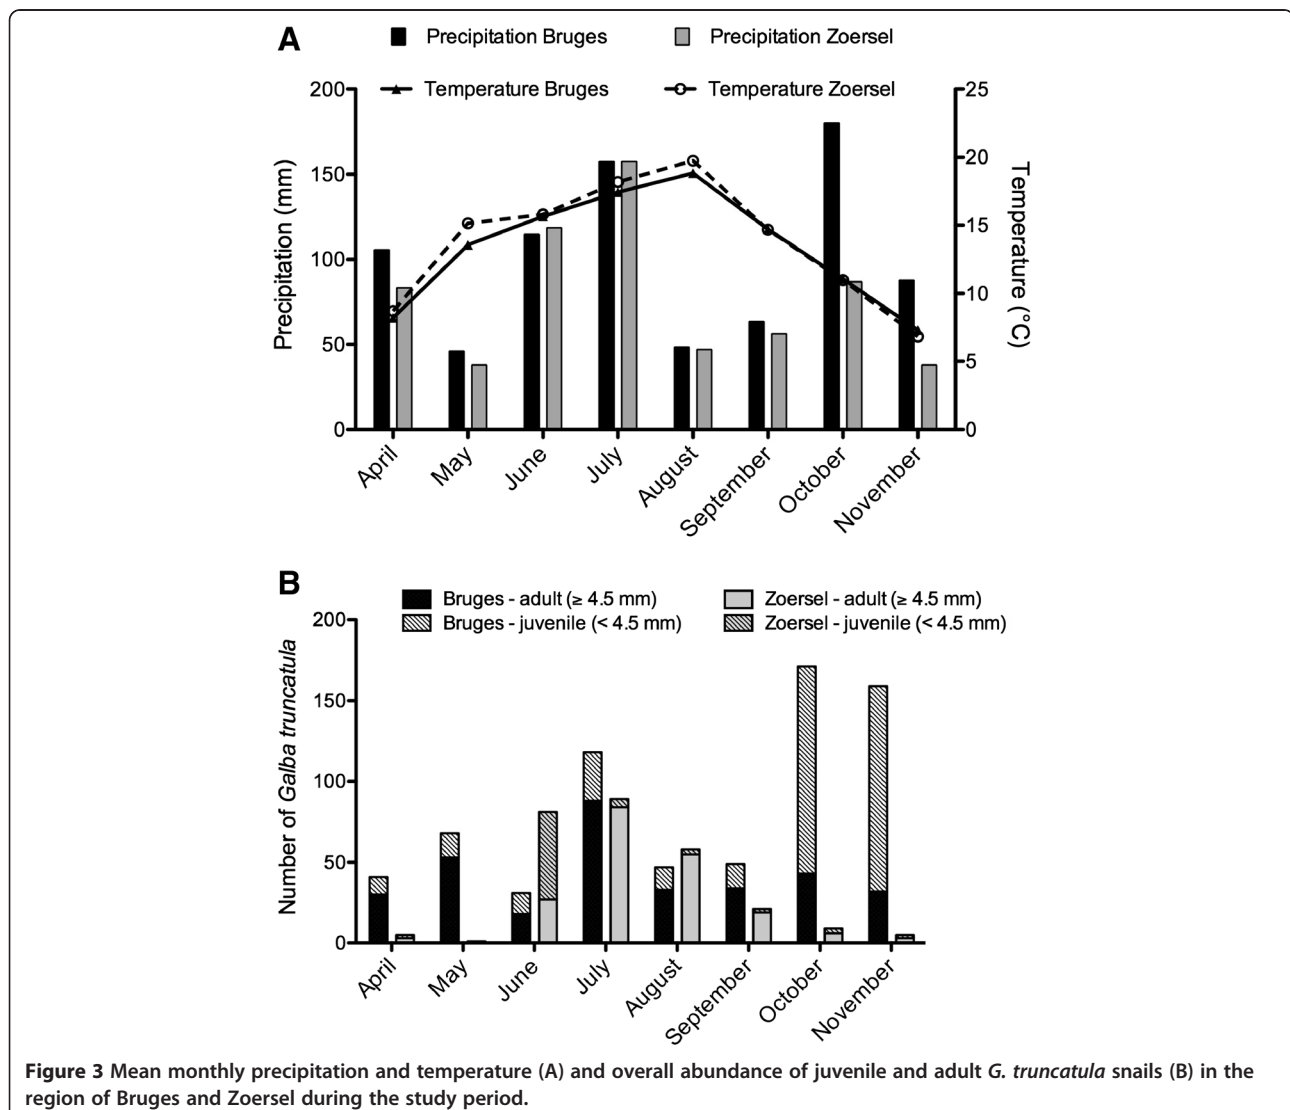 A
Precipitation Bruges
Precipitation Zoersel
Temperature Bruges
Temperature Zoersel
200
150
100
50
0
Precipitation (mm)
25
20
15
10
5
0
Temperature (°C)
April
May
June
July
August
September
October
November
B
Bruges - adult (≥ 4.5 mm)
Zoersel - adult (≥ 4.5 mm)
Bruges - juvenile (< 4.5 mm)
Zoersel - juvenile (< 4.5 mm)
200
150
100
50
0
Number of Galba truncatula
April
May
June
July
August
September
October
November
Figure 3 Mean monthly precipitation and temperature (A) and overall abundance of juvenile and adult G. truncatula snails (B) in the
region of Bruges and Zoersel during the study period.